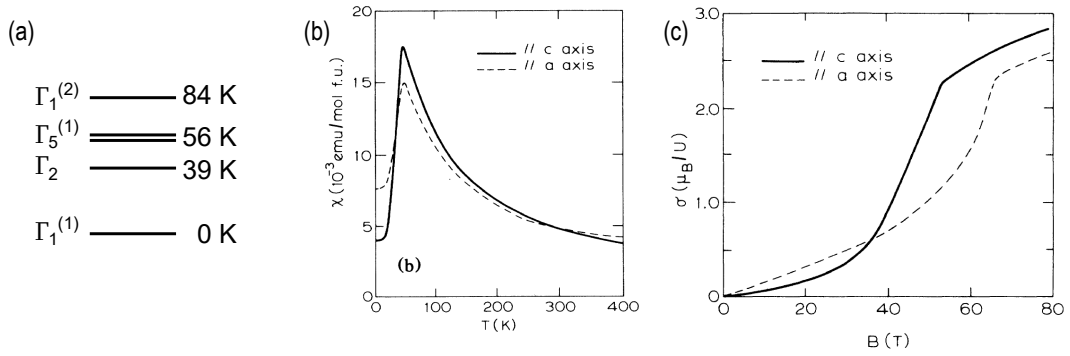 (a)
Γ₁⁽²⁾ 84 K
Γ₅⁽¹⁾ 56 K
Γ₂ 39 K
Γ₁⁽¹⁾ 0 K
(b)
20
15
10
5
0
χ (10⁻³ emu/mol f.u.)
// c axis
// a axis
(b)
0 100 200 300 400
T(K)
(c)
3.0
2.0
1.0
0
σ (μB/U)
// c axis
// a axis
0 20 40 60 80
B (T)